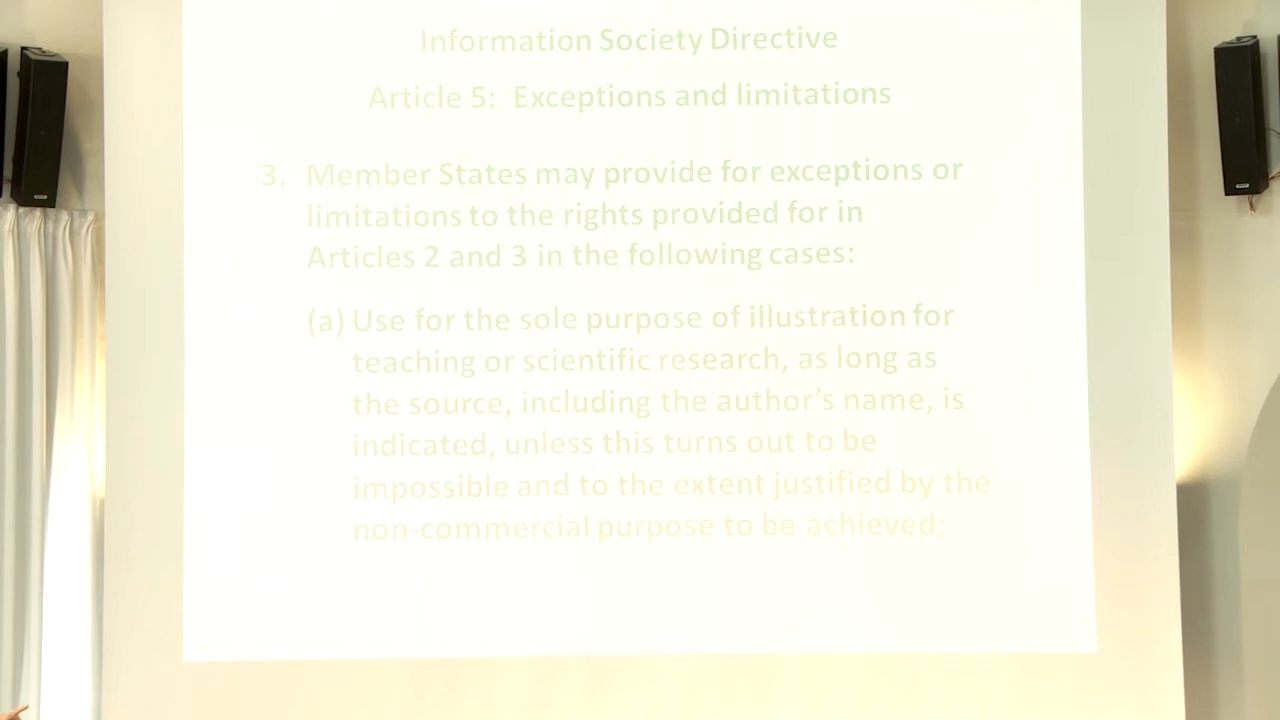 Information Society Directive
Article 5: Exceptions and limitations
3. Member States may provide for exceptions or
limitations to the rights provided for in
Articles 2 and 3 in the following cases:
(a) Use for the sole purpose of illustration for
teaching or scientific research, as long as
the source, including the author's name, is
indicated, unless this turns out to be
impossible and to the extent justified by the
non-commercial purpose to be achieved;